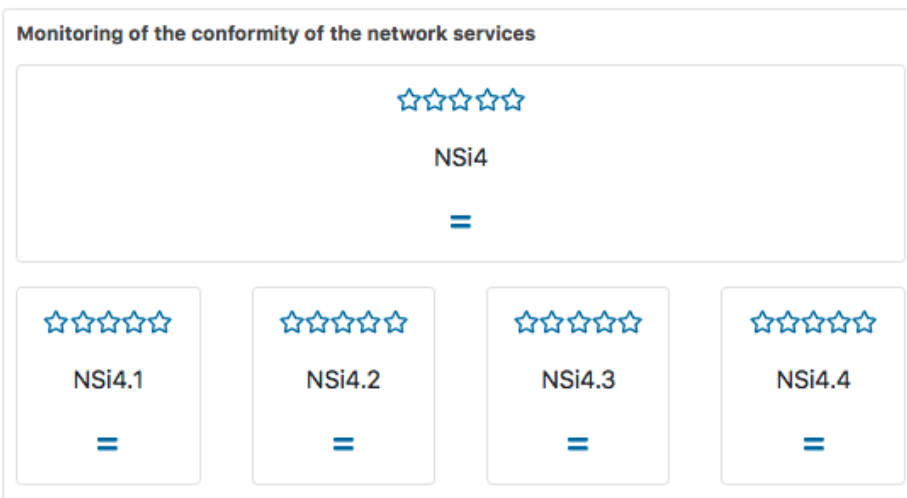 Monitoring of the conformity of the network services
NSi4
=
NSi4.1 NSi4.2 NSi4.3 NSi4.4
= = = =